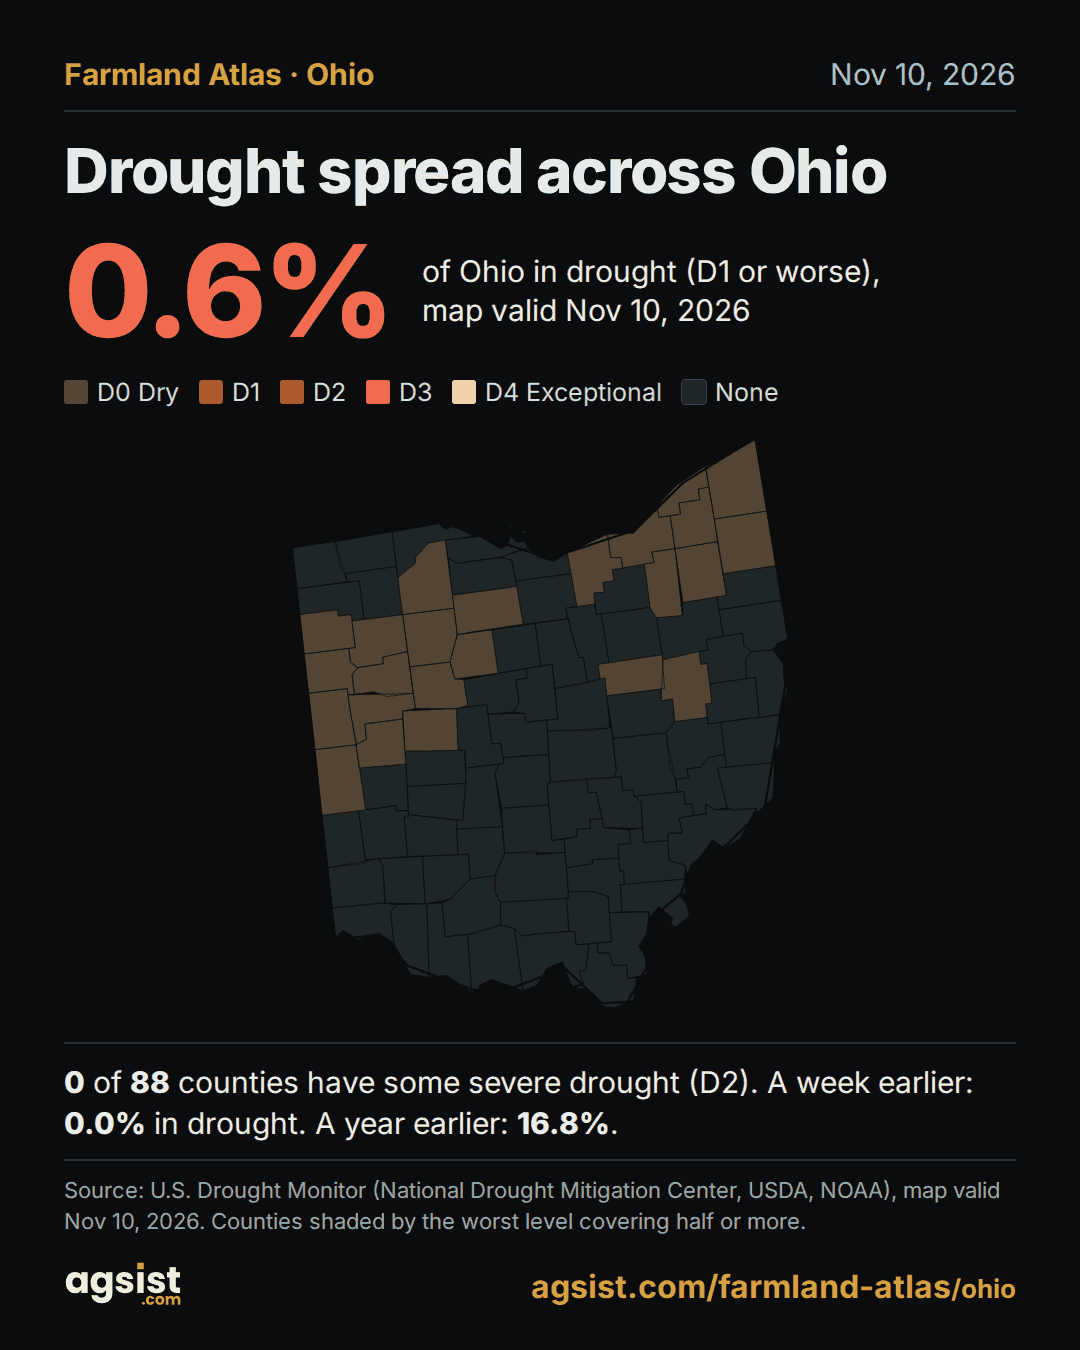 Farmland Atlas · Ohio
Nov 10, 2026
Drought spread across Ohio
0.6%
of Ohio in drought (D1 or worse),
map valid Nov 10, 2026
D0 Dry D1 D2 D3 D4 Exceptional None
0 of 88 counties have some severe drought (D2). A week earlier:
0.0% in drought. A year earlier: 16.8%.
Source: U.S. Drought Monitor (National Drought Mitigation Center, USDA, NOAA), map valid
Nov 10, 2026. Counties shaded by the worst level covering half or more.
agsist
.com
agsist.com/farmland-atlas/ohio